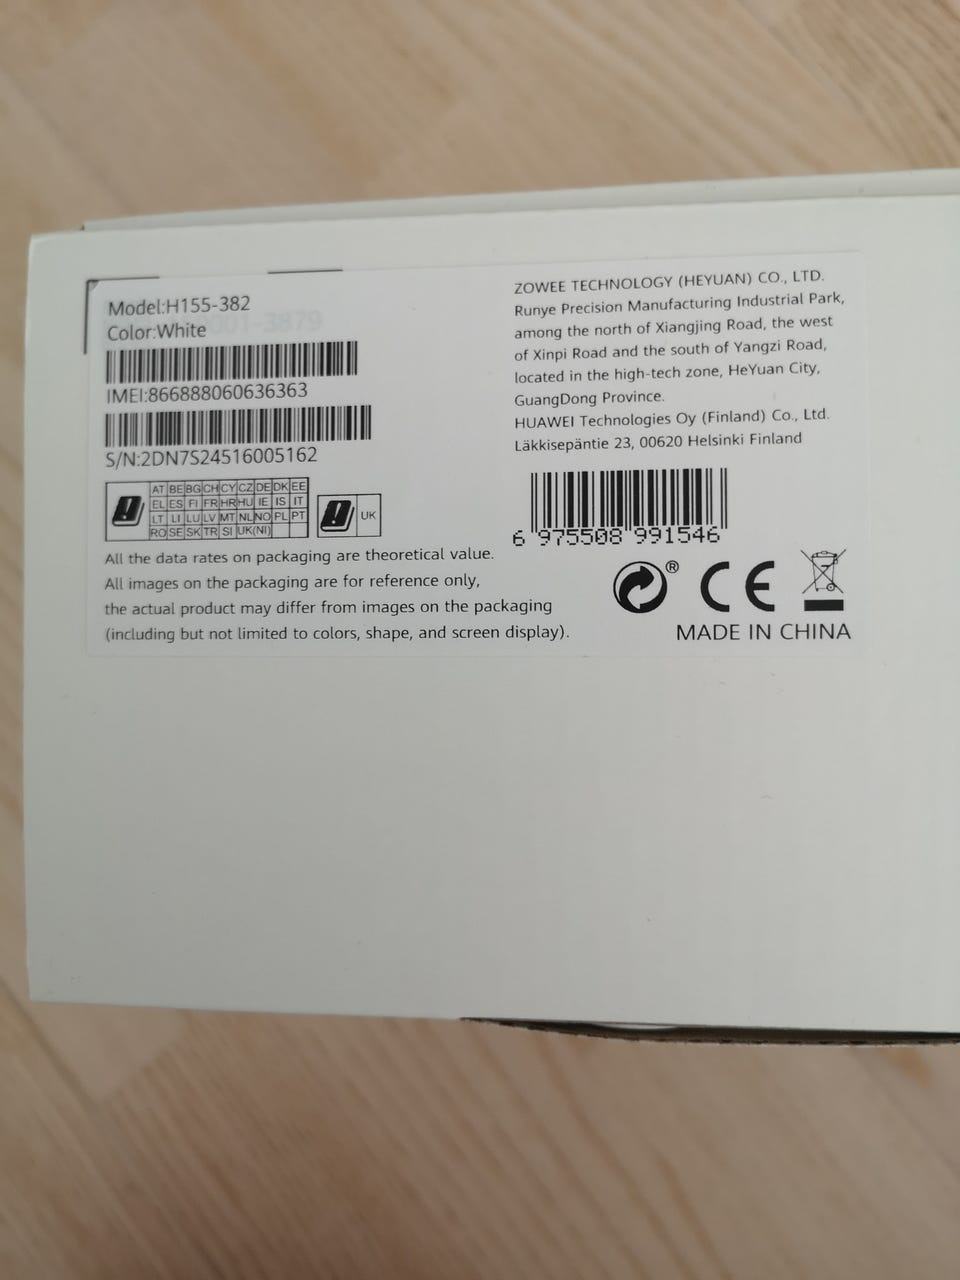 Model:H155-382
Color:White
IMEI:866888060636363
S/N:2DN7S24516005162
AT BE BG CH CY CZ DE DK EE
EL ES FI FR HR HU IE IS IT
LT LI LU LV MT NL NO PL PT
RO SE SK TR SI UK(NI)
UK
All the data rates on packaging are theoretical value.
All images on the packaging are for reference only,
the actual product may differ from images on the packaging
(including but not limited to colors, shape, and screen display).
ZOWEE TECHNOLOGY (HEYUAN) CO., LTD.
Runye Precision Manufacturing Industrial Park,
among the north of Xiangjing Road, the west
of Xinpi Road and the south of Yangzi Road,
located in the high-tech zone, HeYuan City,
GuangDong Province.
HUAWEI Technologies Oy (Finland) Co., Ltd.
Läkkisepäntie 23, 00620 Helsinki Finland
6 975508 991546
® CE
MADE IN CHINA